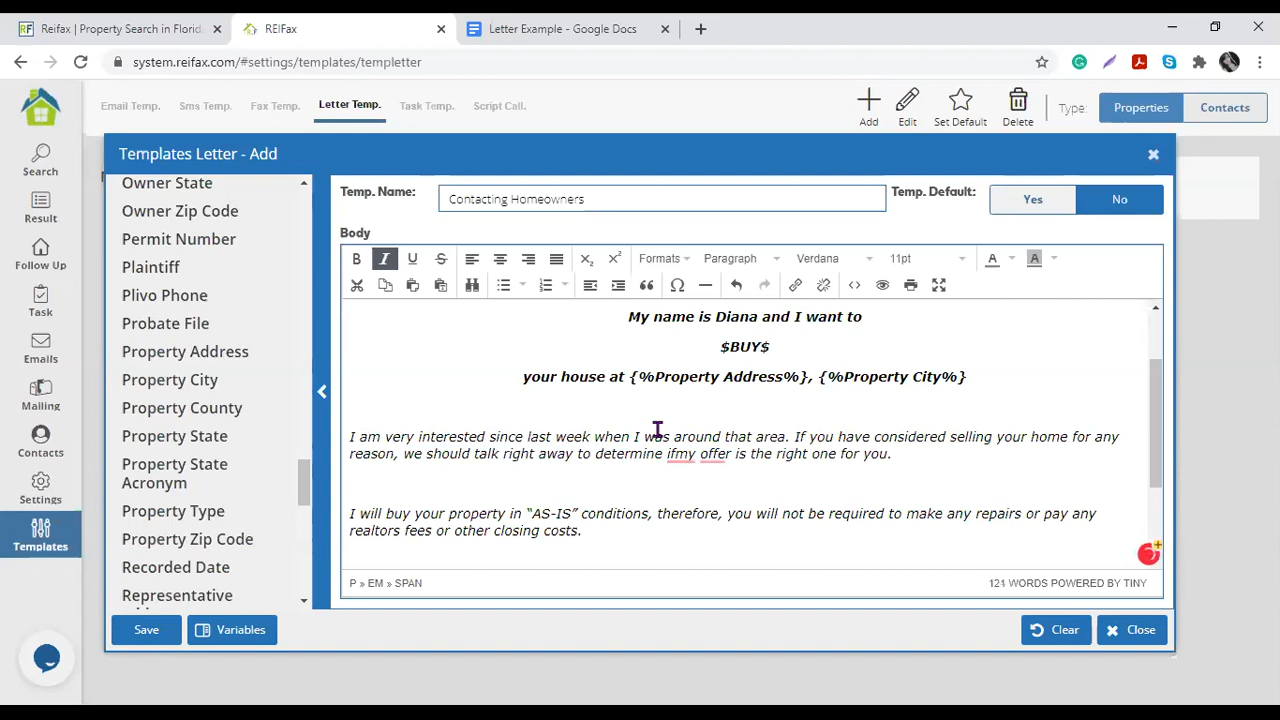 Reifax | Property Search in Florid
REIFax
Letter Example - Google Docs
system.reifax.com/#settings/templates/templetter
Email Temp.
Sms Temp.
Fax Temp.
Letter Temp.
Task Temp.
Script Call.
Add
Edit
Set Default
Delete
Type:
Properties
Contacts
Search
Result
Follow Up
Task
Emails
Mailing
Contacts
Settings
Templates
Templates Letter - Add
Owner State
Owner Zip Code
Permit Number
Plaintiff
Plivo Phone
Probate File
Property Address
Property City
Property County
Property State
Property State
Acronym
Property Type
Property Zip Code
Recorded Date
Representative
Temp. Name:
Contacting Homeowners
Temp. Default:
Yes
No
Body
Formats
Paragraph
Verdana
11pt
My name is Diana and I want to
$BUY$
your house at {%Property Address%}, {%Property City%}
I am very interested since last week when I was around that area. If you have considered selling your home for any
reason, we should talk right away to determine ifmy offer is the right one for you.
I will buy your property in “AS-IS” conditions, therefore, you will not be required to make any repairs or pay any
realtors fees or other closing costs.
P » EM » SPAN
121 WORDS POWERED BY TINY
Save
Variables
Clear
Close